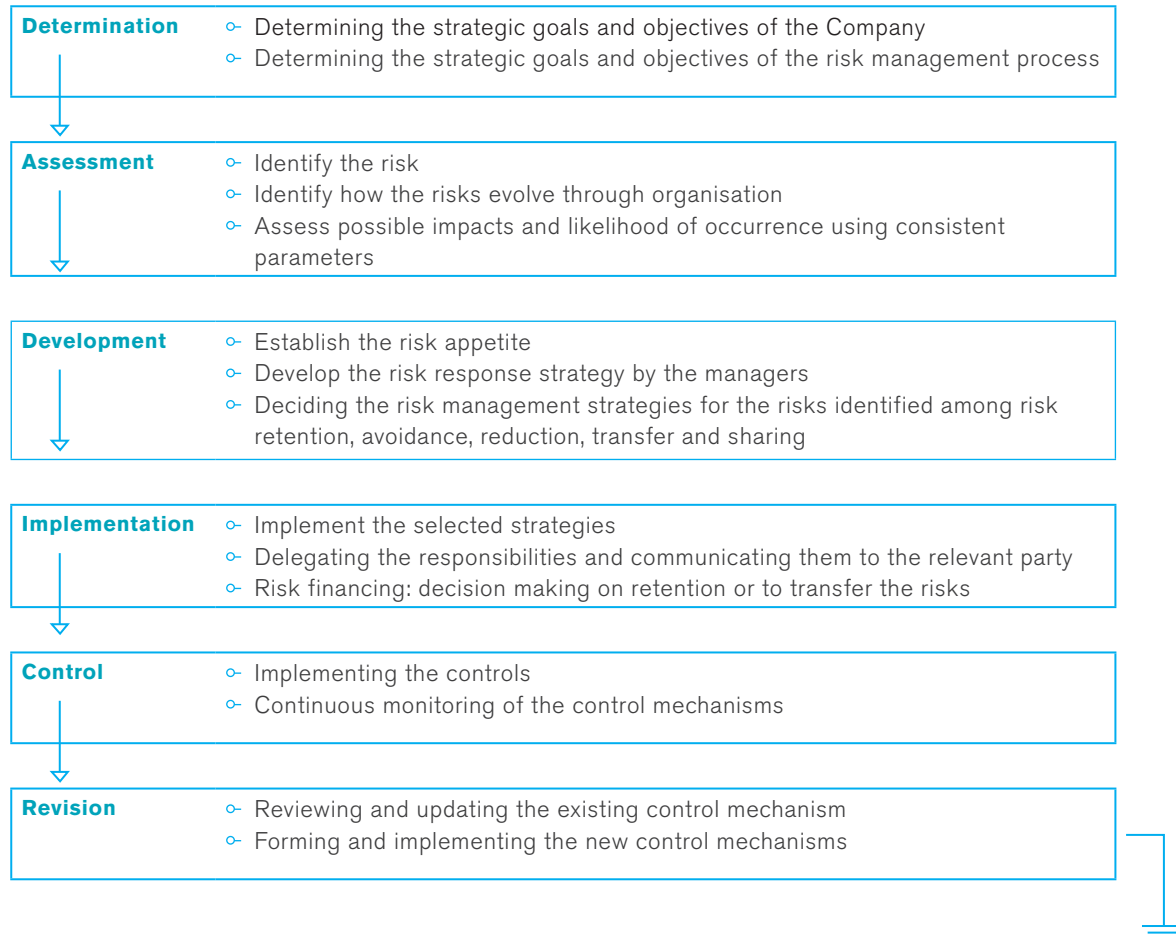 Determination
Determining the strategic goals and objectives of the Company
Determining the strategic goals and objectives of the risk management process
Assessment
Identify the risk
Identify how the risks evolve through organisation
Assess possible impacts and likelihood of occurrence using consistent
parameters
Development
Establish the risk appetite
Develop the risk response strategy by the managers
Deciding the risk management strategies for the risks identified among risk
retention, avoidance, reduction, transfer and sharing
Implementation
Implement the selected strategies
Delegating the responsibilities and communicating them to the relevant party
Risk financing: decision making on retention or to transfer the risks
Control
Implementing the controls
Continuous monitoring of the control mechanisms
Revision
Reviewing and updating the existing control mechanism
Forming and implementing the new control mechanisms